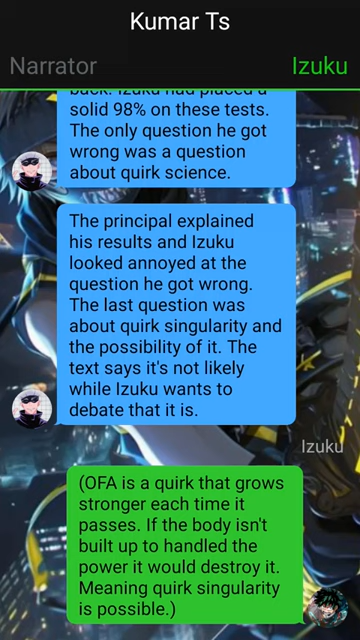 Kumar Ts
Narrator
Izuku
back. Izuku had placed a
solid 98% on these tests.
The only question he got
wrong was a question
about quirk science.
The principal explained
his results and Izuku
looked annoyed at the
question he got wrong.
The last question was
about quirk singularity and
the possibility of it. The
text says it's not likely
while Izuku wants to
debate that it is.
Izuku
(OFA is a quirk that grows
stronger each time it
passes. If the body isn't
built up to handled the
power it would destroy it.
Meaning quirk singularity
is possible.)